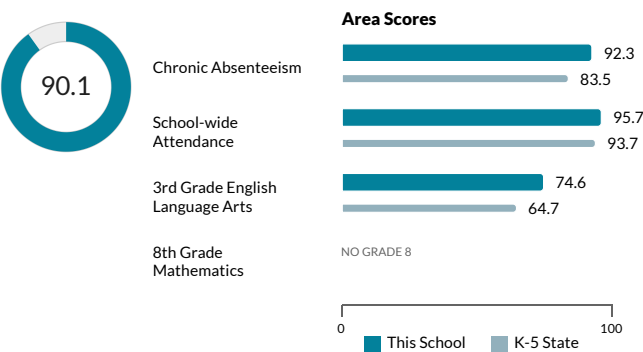 Area Scores
90.1
Chronic Absenteeism
92.3
83.5
School-wide
Attendance
95.7
93.7
3rd Grade English
Language Arts
74.6
64.7
8th Grade
Mathematics
NO GRADE 8
0
100
This School
K-5 State